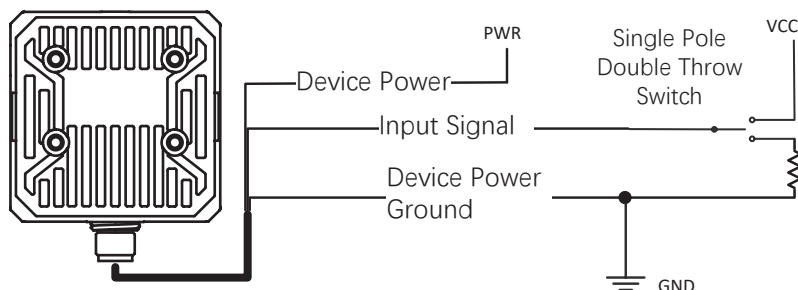 PWR
VCC
Single Pole
Double Throw
Switch
Device Power
Input Signal
Device Power
Ground
GND